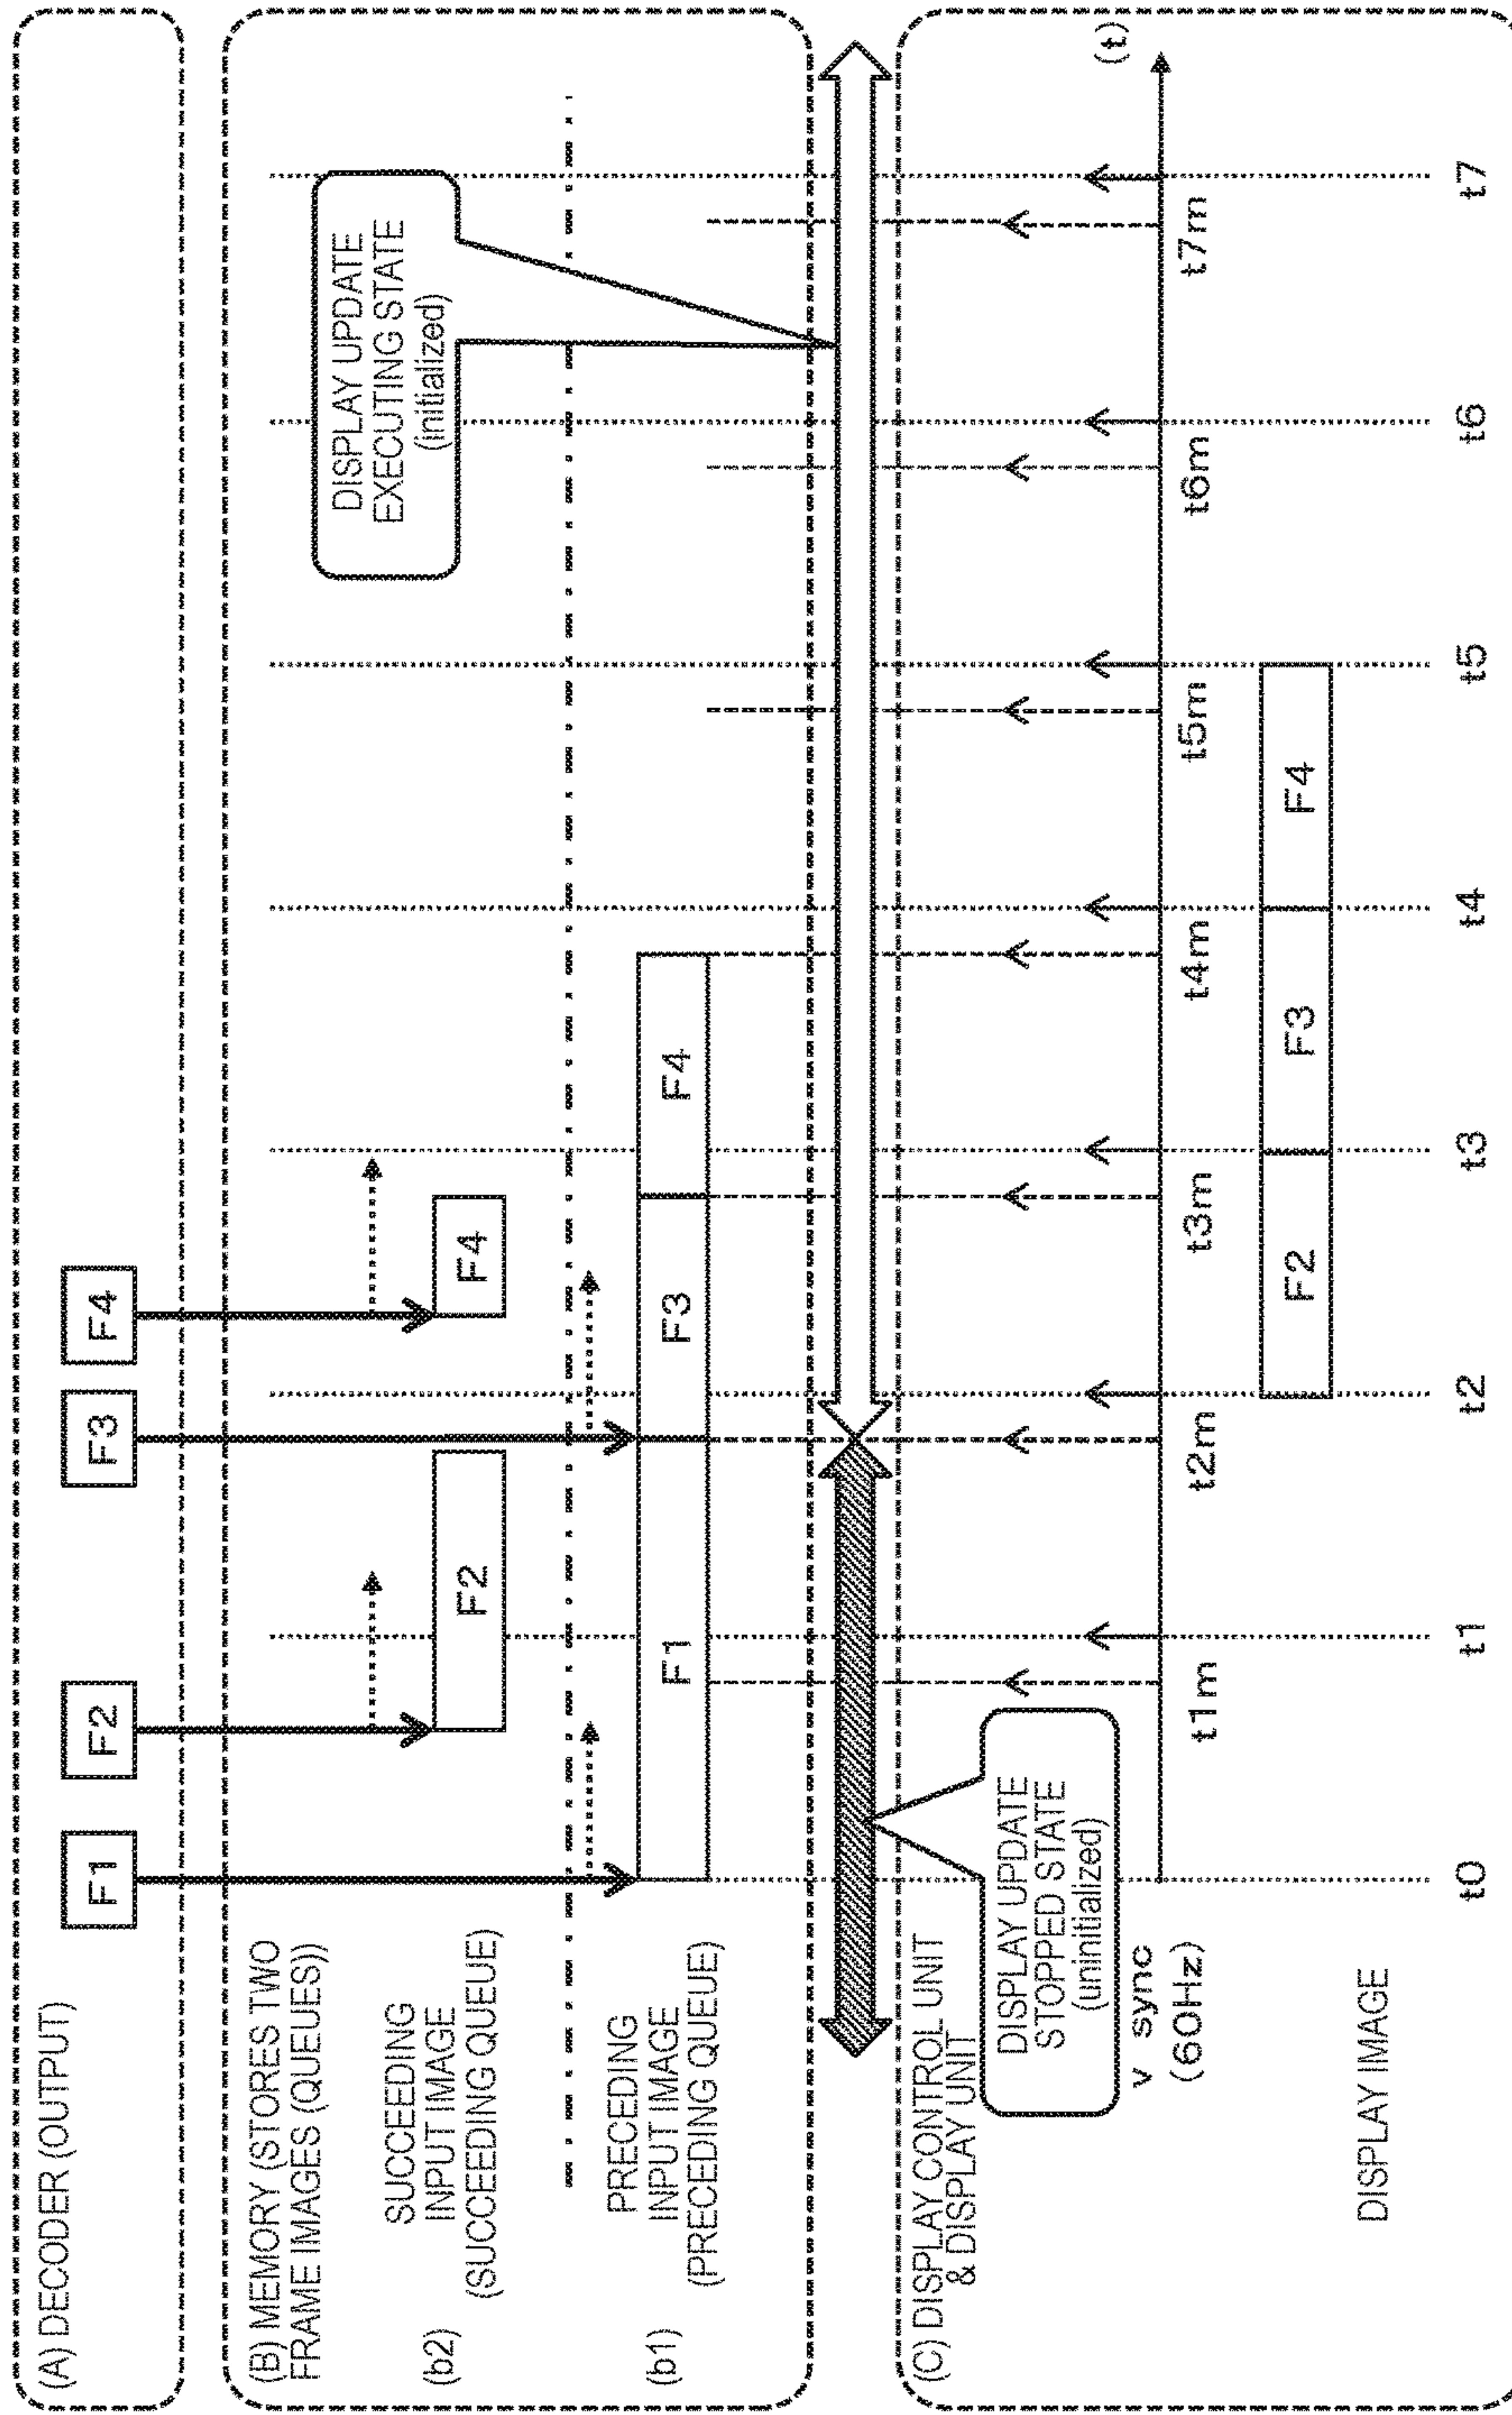 (A) DECODER (OUTPUT)
F1
F2
F3
F4
(B) MEMORY (STORES TWO
FRAME IMAGES (QUEUES))
DISPLAY UPDATE
EXECUTING STATE
(initialized)
(b2)
SUCCEEDING
INPUT IMAGE
(SUCCEEDING QUEUE)
F2
F4
(b1)
PRECEDING
INPUT IMAGE
(PRECEDING QUEUE)
F1
F3
F4
(C) DISPLAY CONTROL UNIT
& DISPLAY UNIT
DISPLAY UPDATE
STOPPED STATE
(uninitialized)
v sync
(60Hz)
(t)
t1m
t2m
t3m
t4m
t5m
t6m
t7m
DISPLAY IMAGE
F2
F3
F4
t0
t1
t2
t3
t4
t5
t6
t7